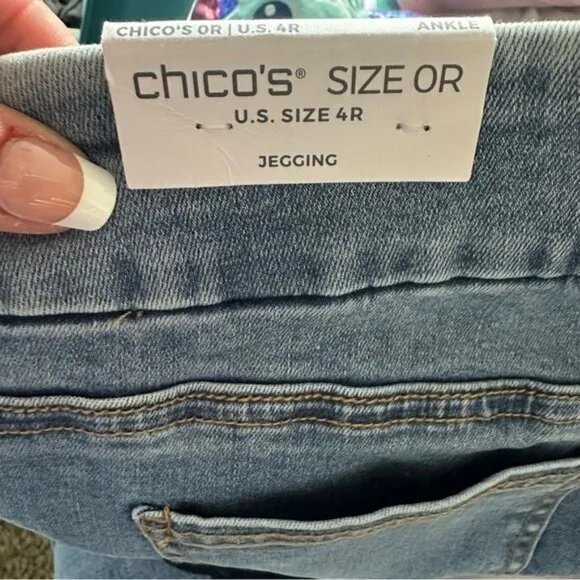 CHICO'S 0R | U.S. 4R ANKLE
chico's® SIZE 0R
U.S. SIZE 4R
JEGGING